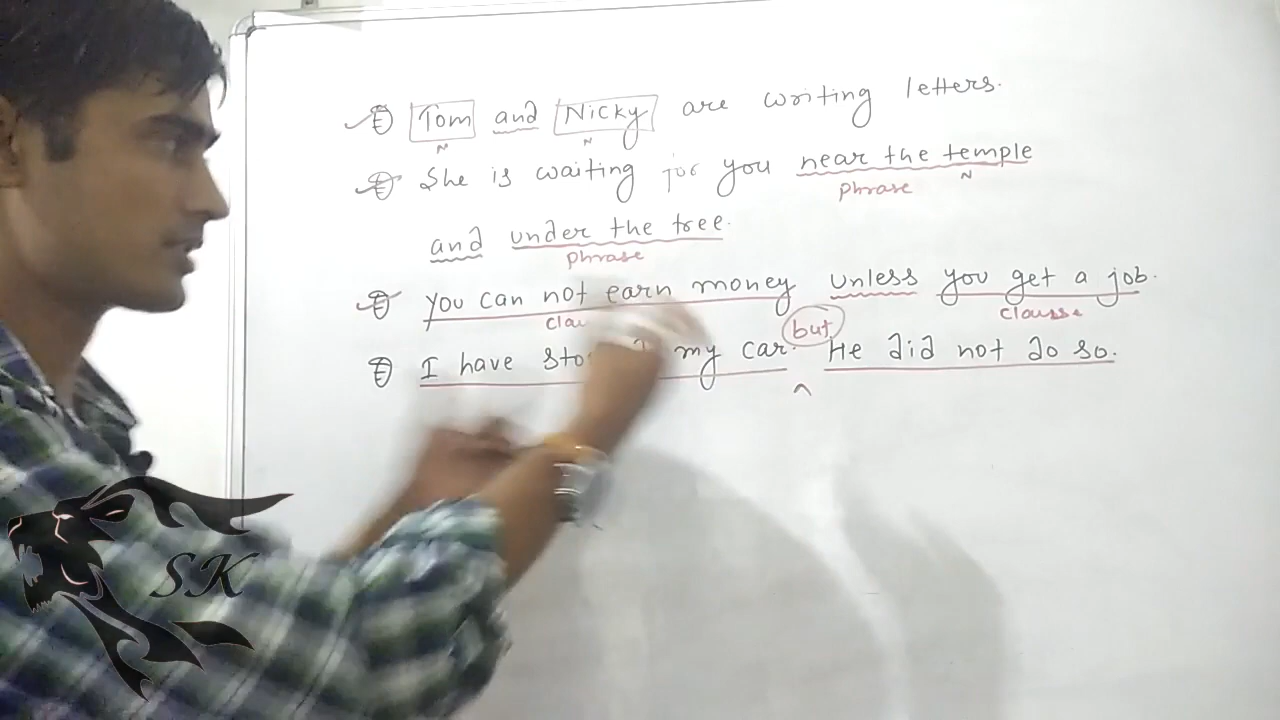 Tom and Nicky are writing letters.
N N
She is waiting for you near the temple
phrase N
and under the tree.
phrase
you can not earn money unless you get a job.
clause
but
I have my car. He did not do so.
SK